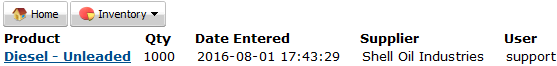 Home Inventory
Product Qty Date Entered Supplier User
Diesel - Unleaded 1000 2016-08-01 17:43:29 Shell Oil Industries support